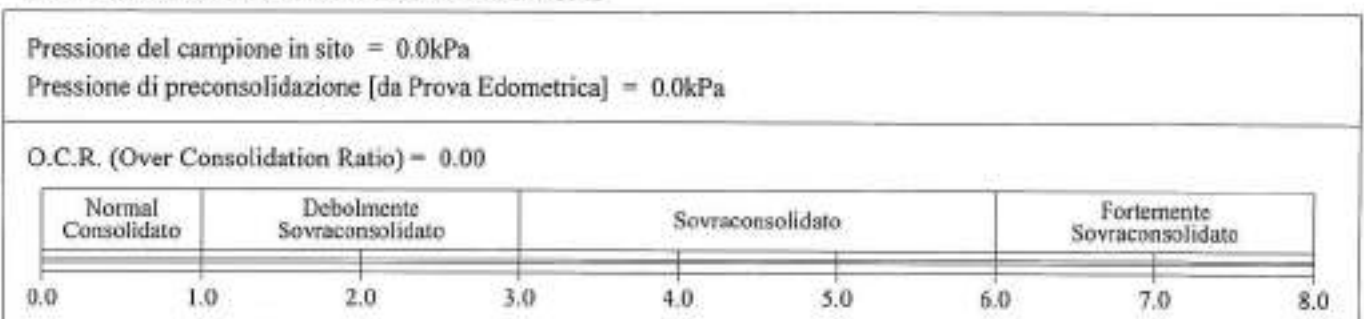 Pressione del campione in sito = 0.0kPa
Pressione di preconsolidazione [da Prova Edometrica] = 0.0kPa
O.C.R. (Over Consolidation Ratio) = 0.00
Normal
Consolidato
Debolmente
Sovraconsolidato
Sovraconsolidato
Fortemente
Sovraconsolidato
0.0 1.0 2.0 3.0 4.0 5.0 6.0 7.0 8.0